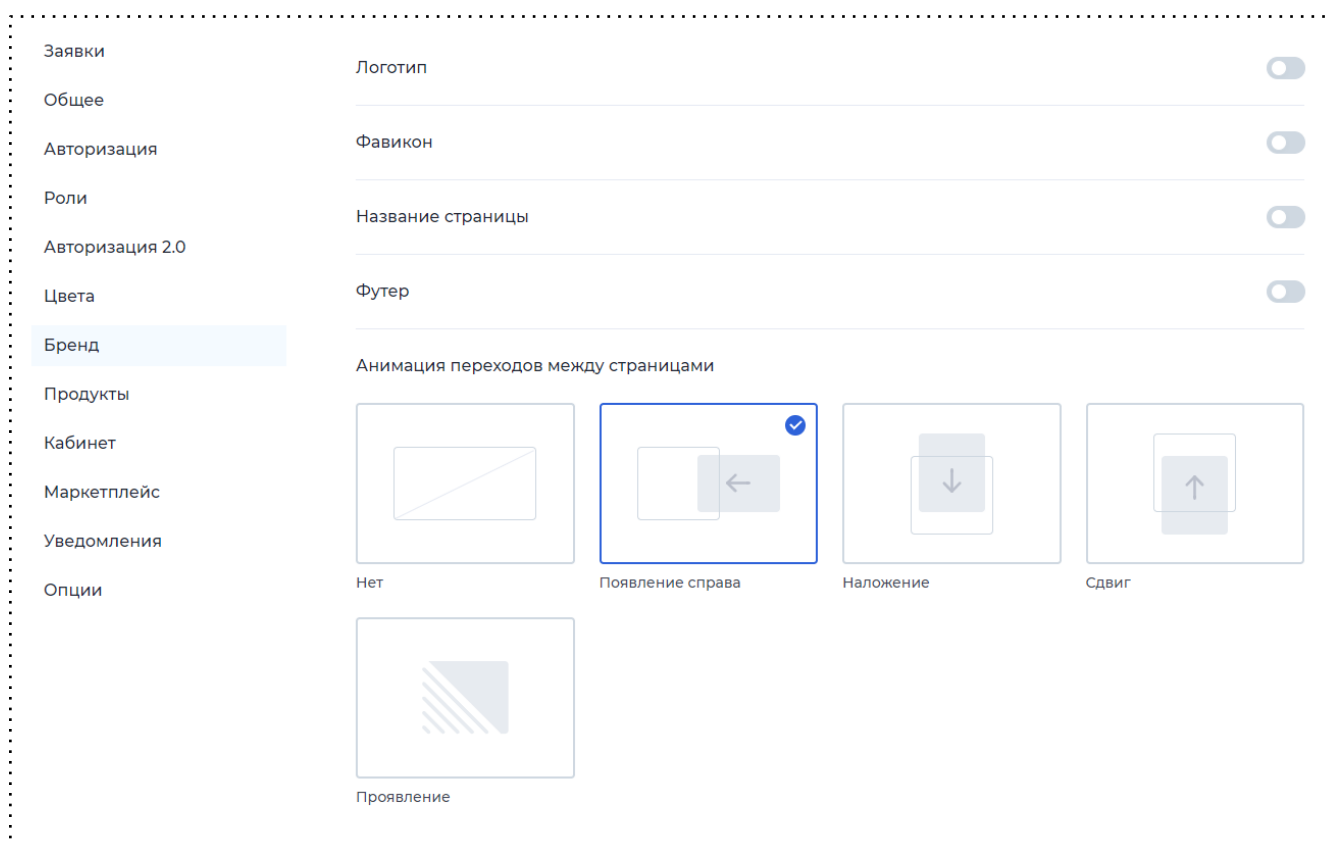 Заявки
Общее
Авторизация
Роли
Авторизация 2.0
Цвета
Бренд
Продукты
Кабинет
Маркетплейс
Уведомления
Опции
Логотип
Фавикон
Название страницы
Футер
Анимация переходов между страницами
Нет
Появление справа
Наложение
Сдвиг
Проявление